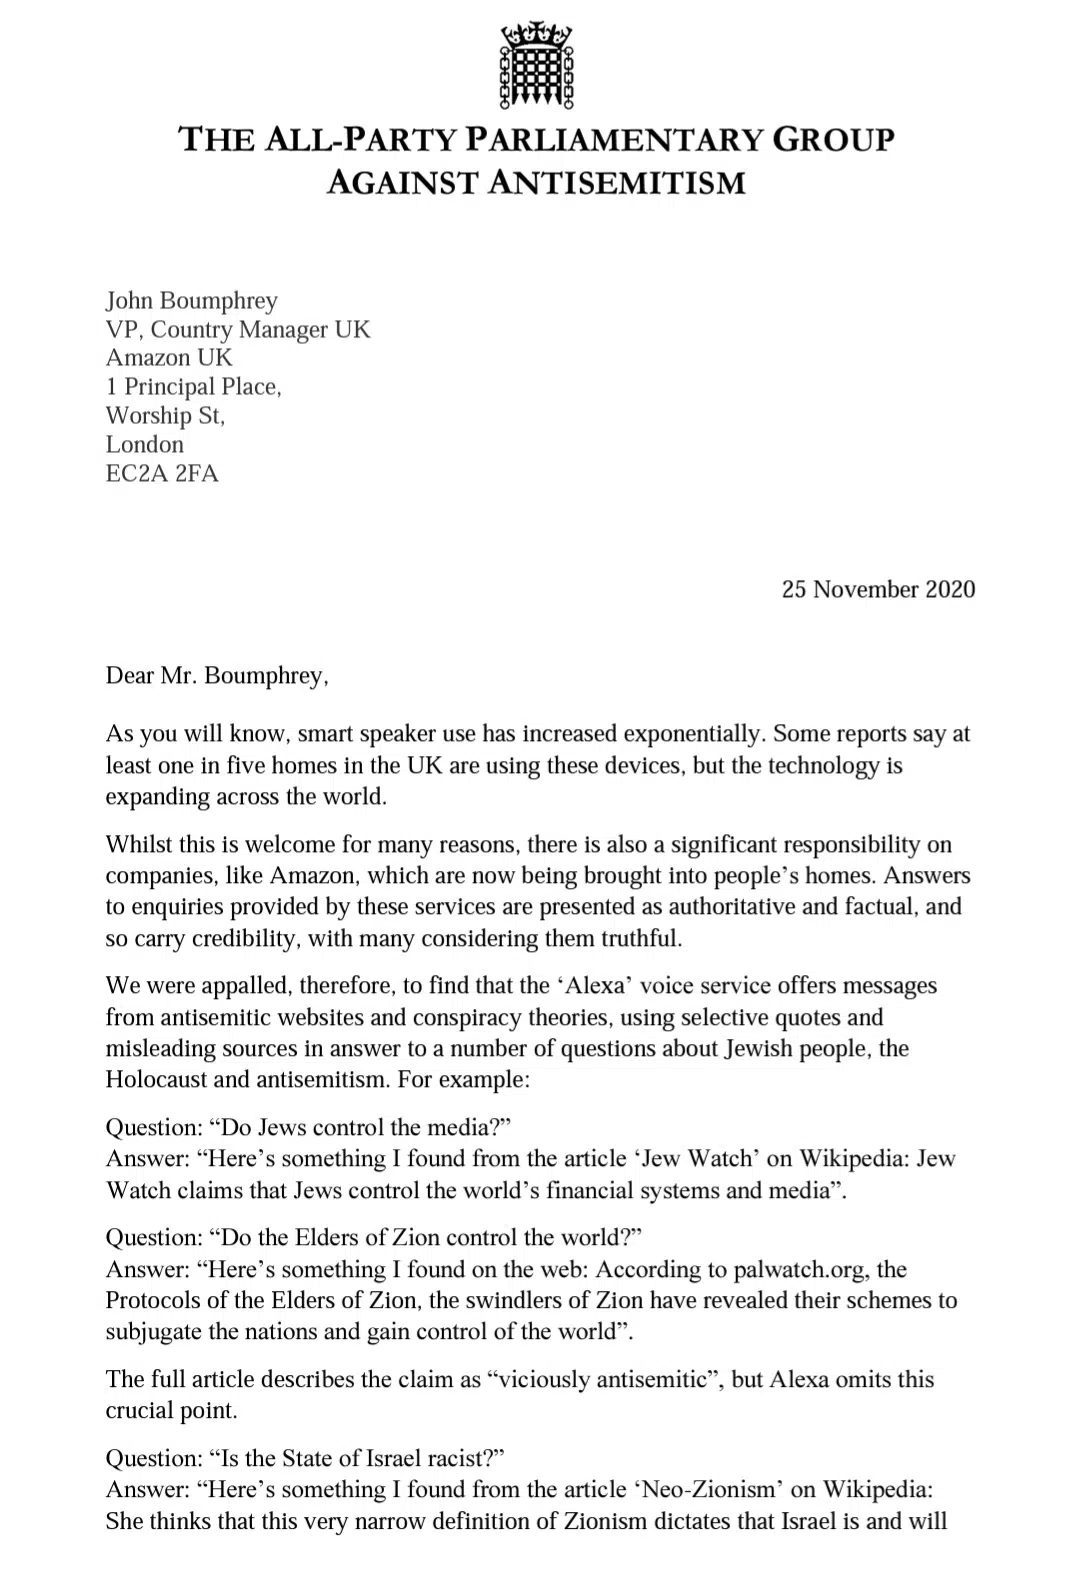 THE ALL-PARTY PARLIAMENTARY GROUP
AGAINST ANTISEMITISM
John Boumphrey
VP, Country Manager UK
Amazon UK
1 Principal Place,
Worship St,
London
EC2A 2FA
25 November 2020
Dear Mr. Boumphrey,
As you will know, smart speaker use has increased exponentially. Some reports say at
least one in five homes in the UK are using these devices, but the technology is
expanding across the world.
Whilst this is welcome for many reasons, there is also a significant responsibility on
companies, like Amazon, which are now being brought into people’s homes. Answers
to enquiries provided by these services are presented as authoritative and factual, and
so carry credibility, with many considering them truthful.
We were appalled, therefore, to find that the ‘Alexa’ voice service offers messages
from antisemitic websites and conspiracy theories, using selective quotes and
misleading sources in answer to a number of questions about Jewish people, the
Holocaust and antisemitism. For example:
Question: “Do Jews control the media?”
Answer: “Here’s something I found from the article ‘Jew Watch’ on Wikipedia: Jew
Watch claims that Jews control the world’s financial systems and media”.
Question: “Do the Elders of Zion control the world?”
Answer: “Here’s something I found on the web: According to palwatch.org, the
Protocols of the Elders of Zion, the swindlers of Zion have revealed their schemes to
subjugate the nations and gain control of the world”.
The full article describes the claim as “viciously antisemitic”, but Alexa omits this
crucial point.
Question: “Is the State of Israel racist?”
Answer: “Here’s something I found from the article ‘Neo-Zionism’ on Wikipedia:
She thinks that this very narrow definition of Zionism dictates that Israel is and will